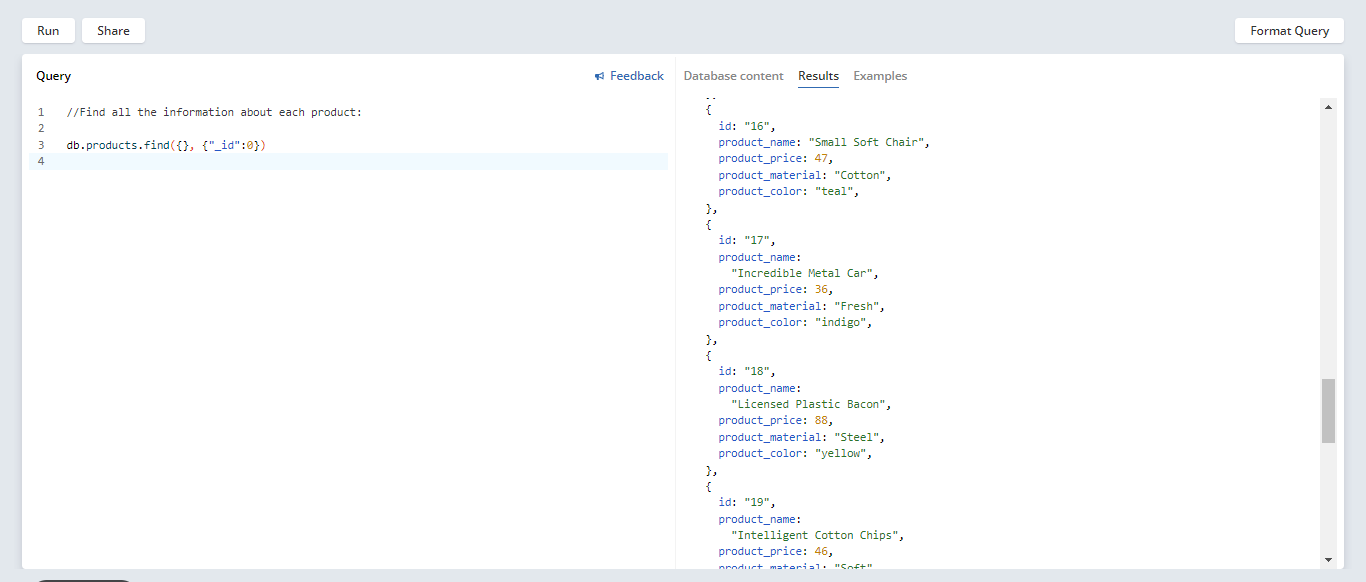 Run
Share
Format Query
Query
Feedback
1 //Find all the information about each product:
2
3 db.products.find({}, {"_id":0})
4
Database content
Results
Examples
{
id: "16",
product_name: "Small Soft Chair",
product_price: 47,
product_material: "Cotton",
product_color: "teal",
},
{
id: "17",
product_name:
"Incredible Metal Car",
product_price: 36,
product_material: "Fresh",
product_color: "indigo",
},
{
id: "18",
product_name:
"Licensed Plastic Bacon",
product_price: 88,
product_material: "Steel",
product_color: "yellow",
},
{
id: "19",
product_name:
"Intelligent Cotton Chips",
product_price: 46,
product_material: "Soft"